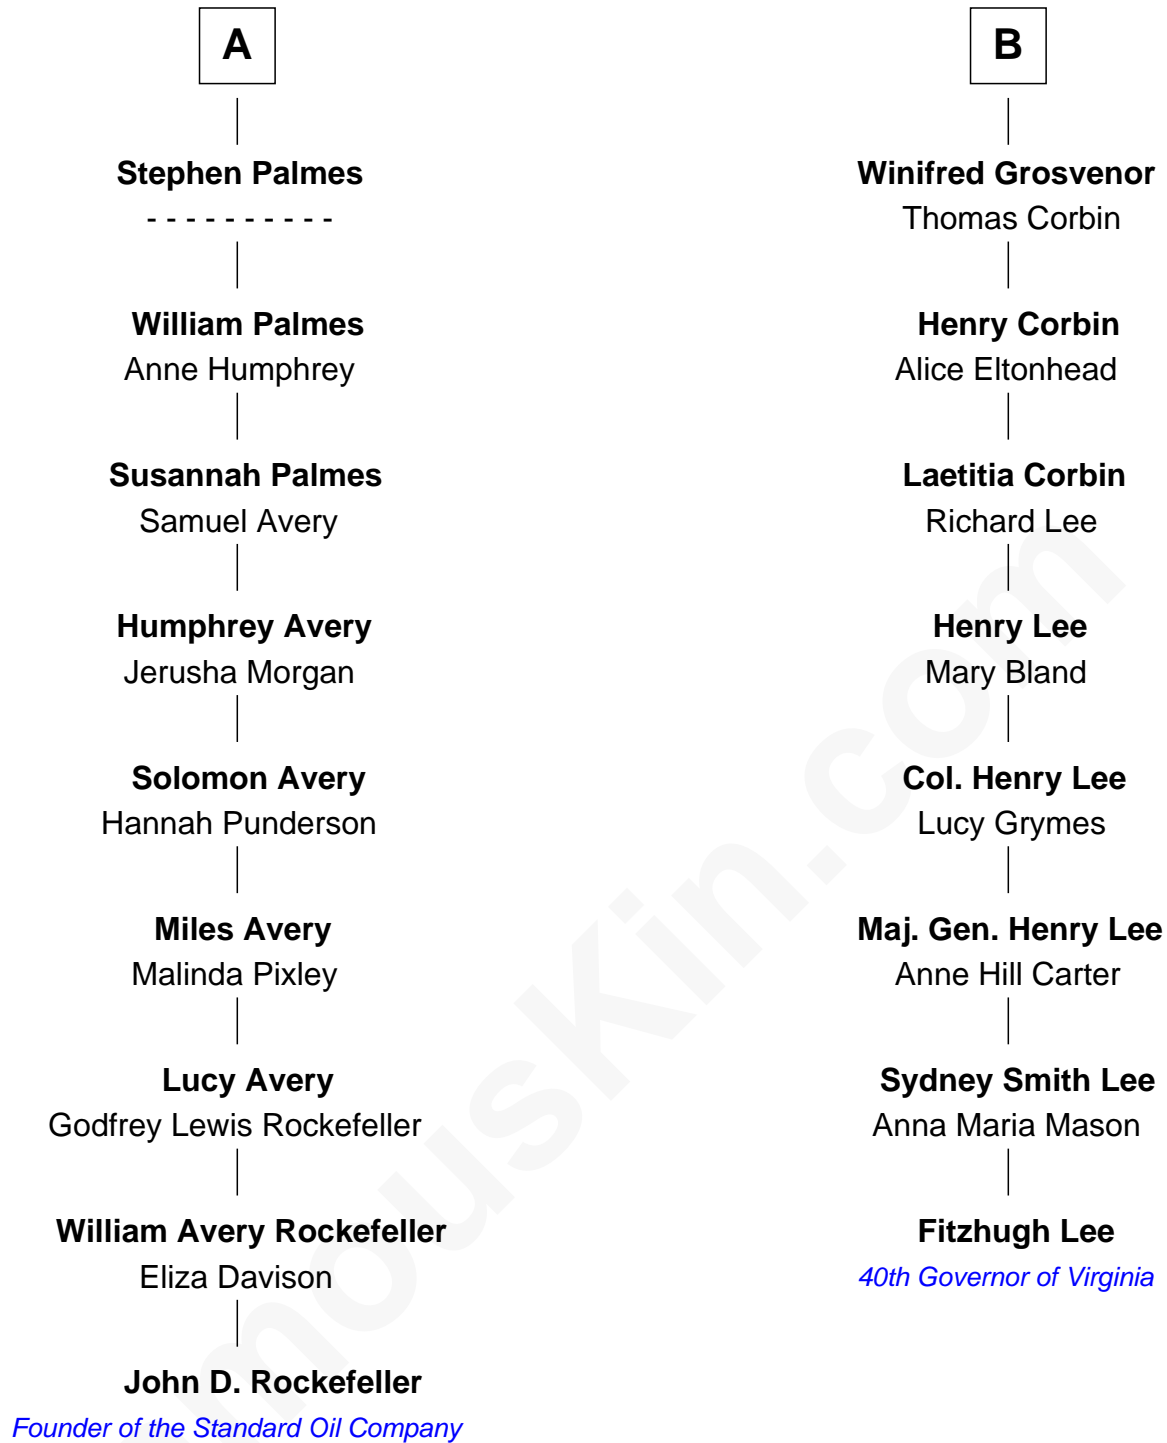 A
Stephen Palmes
- - - - - - - - - -
William Palmes
Anne Humphrey
Susannah Palmes
Samuel Avery
Humphrey Avery
Jerusha Morgan
Solomon Avery
Hannah Punderson
Miles Avery
Malinda Pixley
Lucy Avery
Godfrey Lewis Rockefeller
William Avery Rockefeller
Eliza Davison
John D. Rockefeller
Founder of the Standard Oil Company
B
Winifred Grosvenor
Thomas Corbin
Henry Corbin
Alice Eltonhead
Laetitia Corbin
Richard Lee
Henry Lee
Mary Bland
Col. Henry Lee
Lucy Grymes
Maj. Gen. Henry Lee
Anne Hill Carter
Sydney Smith Lee
Anna Maria Mason
Fitzhugh Lee
40th Governor of Virginia
mousKin.com